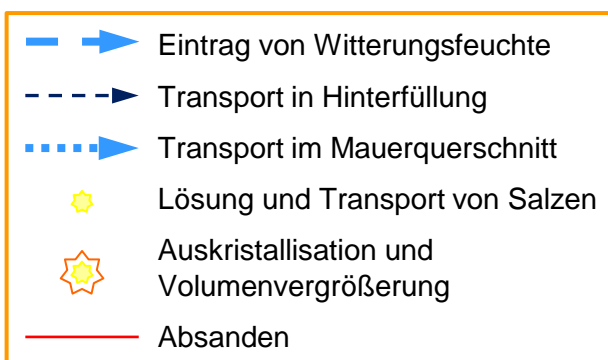 Eintrag von Witterungsfeuchte
Transport in Hinterfüllung
Transport im Mauerquerschnitt
Lösung und Transport von Salzen
Auskristallisation und
Volumenvergrößerung
Absanden